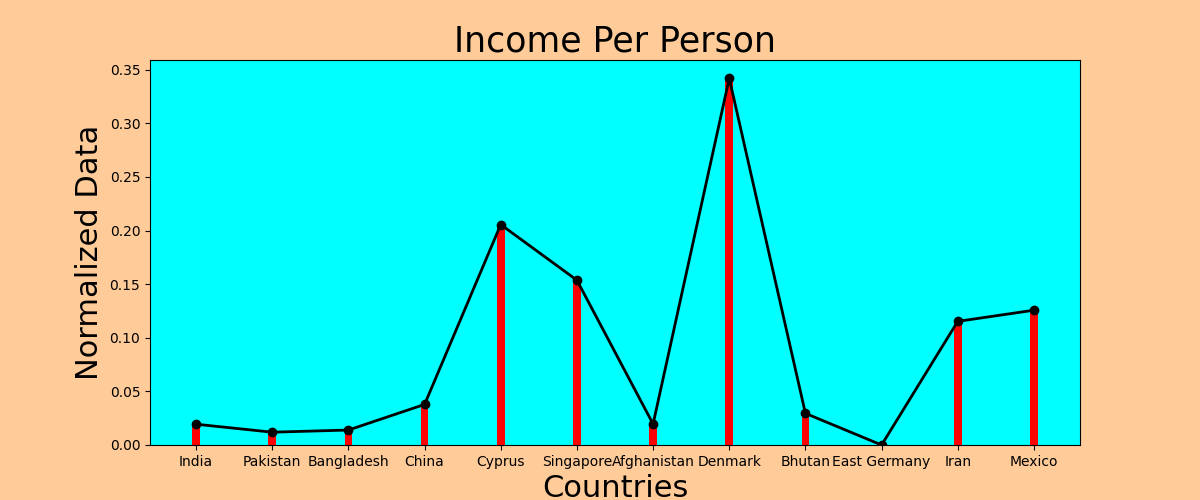 Income Per Person
Normalized Data
0.35
0.30
0.25
0.20
0.15
0.10
0.05
0.00
India Pakistan Bangladesh China Cyprus Singapore Afghanistan Denmark Bhutan East Germany Iran Mexico
Countries